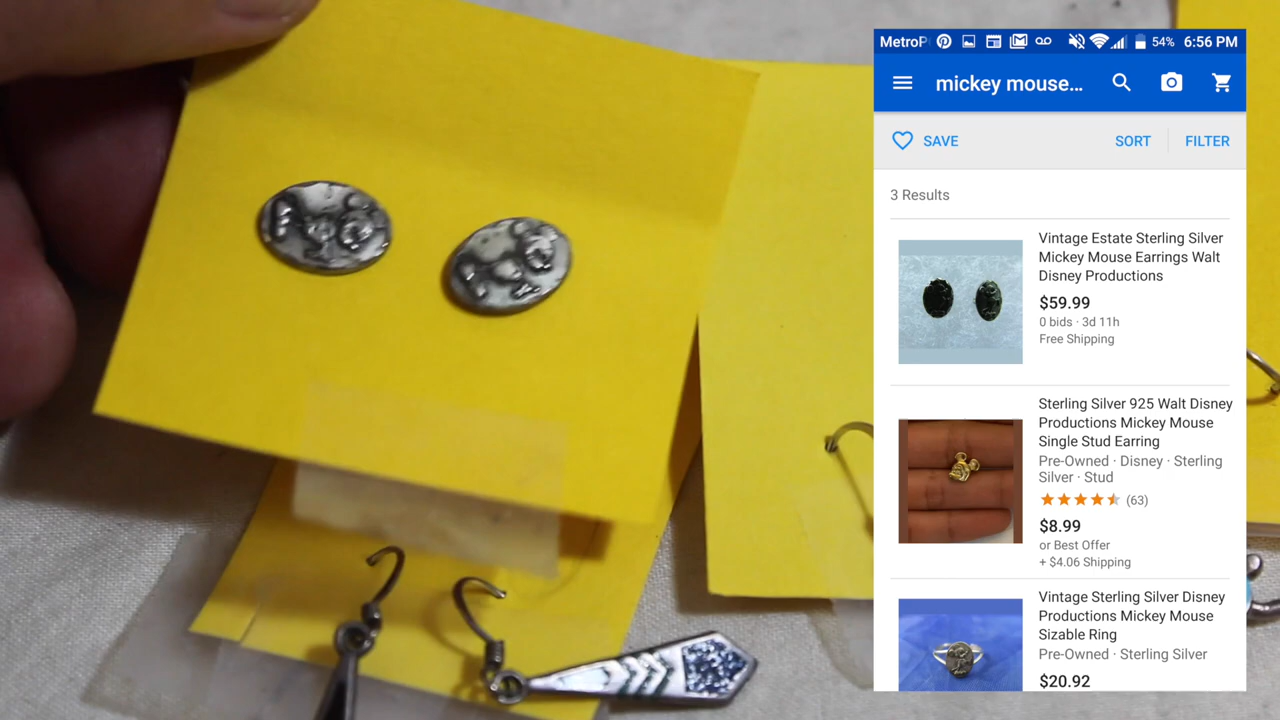 MetroP 54% 6:56 PM
mickey mouse...
SAVE SORT FILTER
3 Results
Vintage Estate Sterling Silver
Mickey Mouse Earrings Walt
Disney Productions
$59.99
0 bids · 3d 11h
Free Shipping
Sterling Silver 925 Walt Disney
Productions Mickey Mouse
Single Stud Earring
Pre-Owned · Disney · Sterling
Silver · Stud
(63)
$8.99
or Best Offer
+ $4.06 Shipping
Vintage Sterling Silver Disney
Productions Mickey Mouse
Sizable Ring
Pre-Owned · Sterling Silver
$20.92